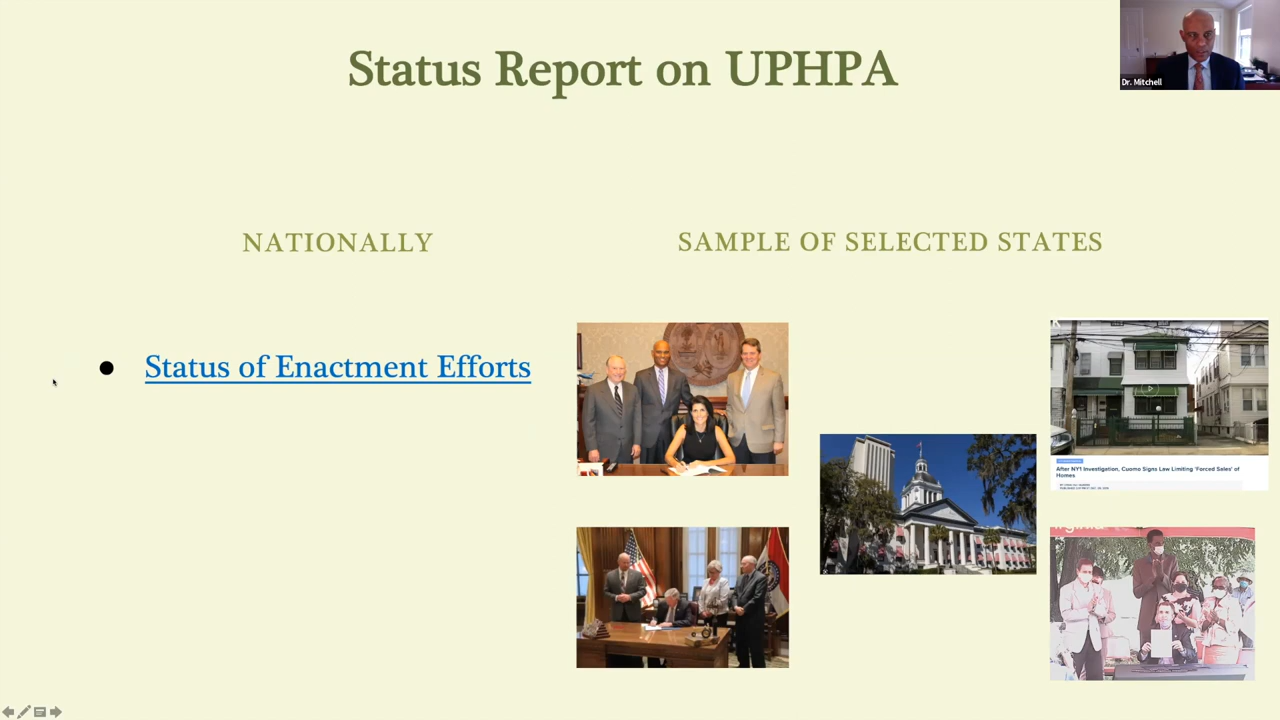 Status Report on UPHPA
Dr. Mitchell
NATIONALLY
SAMPLE OF SELECTED STATES
● Status of Enactment Efforts
After NY1 Investigation, Cuomo Signs Law Limiting 'Forced Sales' of
Homes